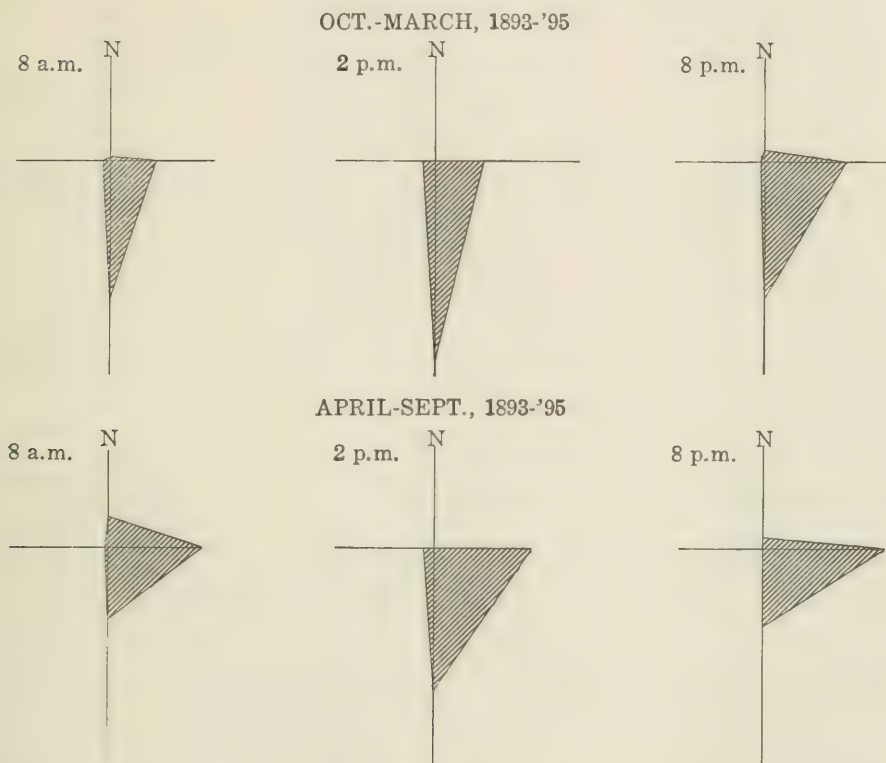 OCT.-MARCH, 1893-'95
8 a.m. N 2 p.m. N 8 p.m. N
APRIL-SEPT., 1893-'95
8 a.m. N 2 p.m. N 8 p.m. N